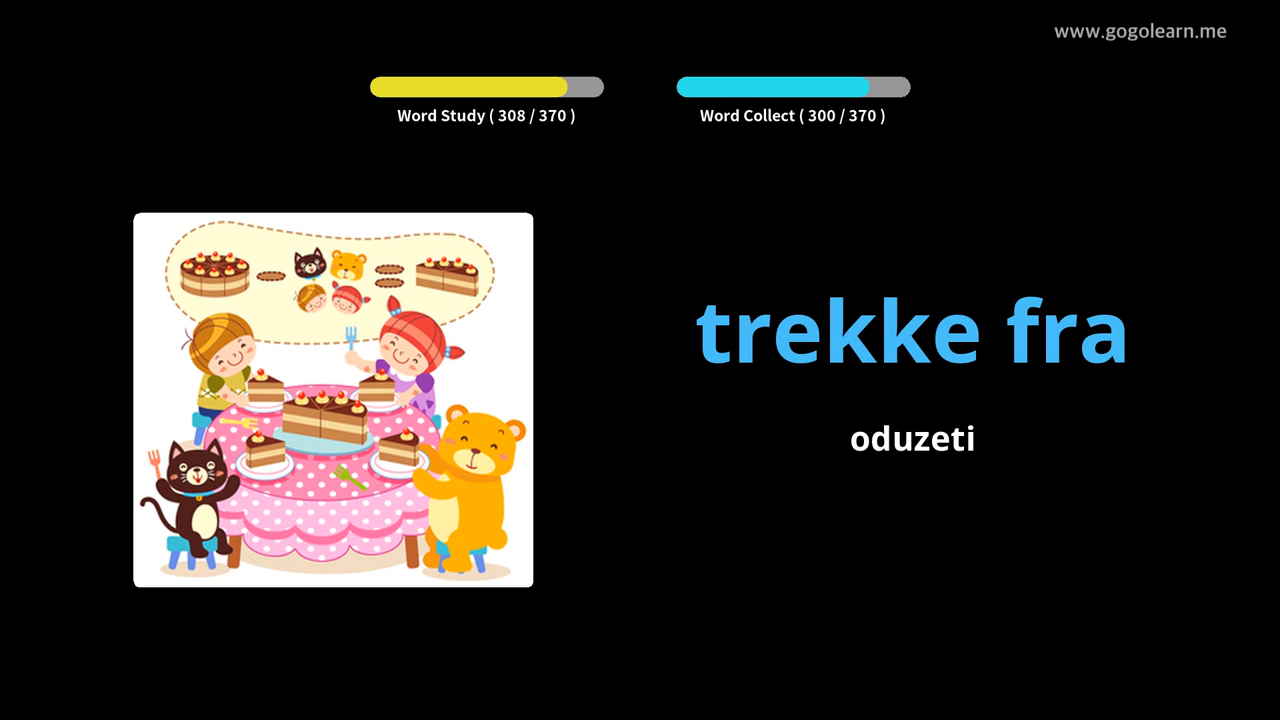 www.gogolearn.me
Word Study ( 308 / 370 )
Word Collect ( 300 / 370 )
trekke fra
oduzeti